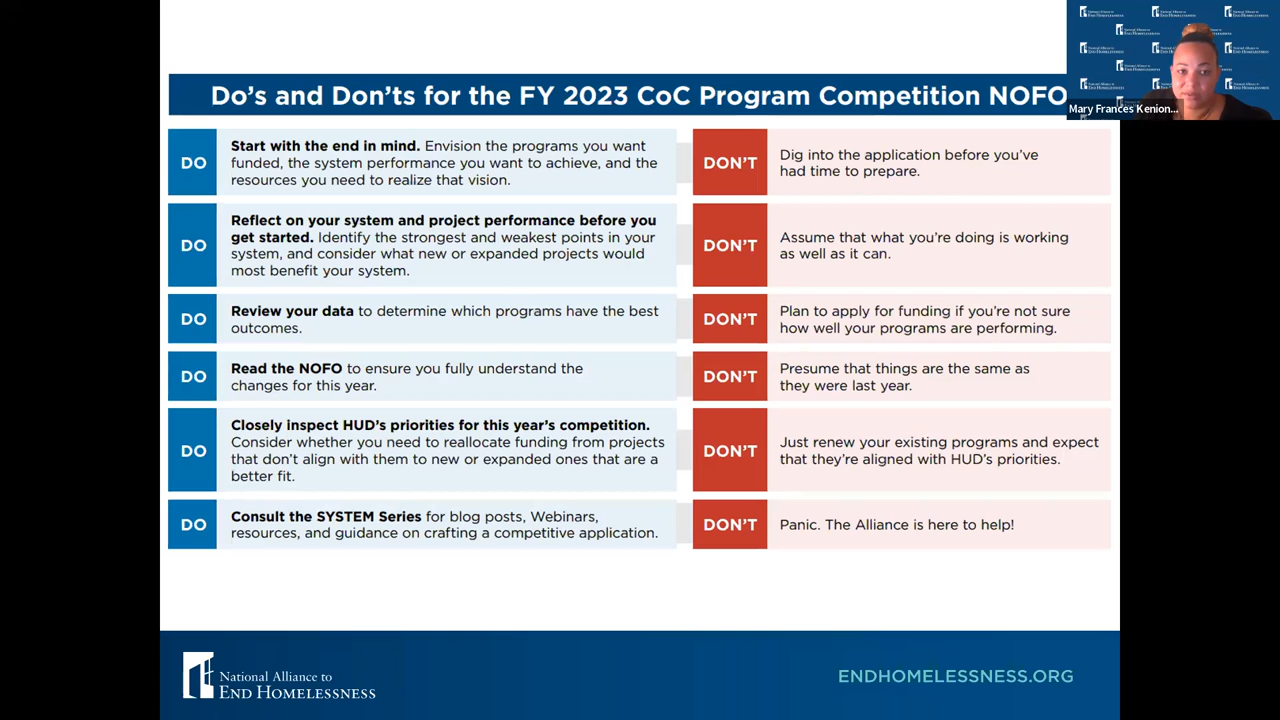 Do's and Don'ts for the FY 2023 CoC Program Competition NOFO
Mary Frances Kenion...
DO
Start with the end in mind. Envision the programs you want
funded, the system performance you want to achieve, and the
resources you need to realize that vision.
DON'T
Dig into the application before you've
had time to prepare.
DO
Reflect on your system and project performance before you
get started. Identify the strongest and weakest points in your
system, and consider what new or expanded projects would
most benefit your system.
DON'T
Assume that what you're doing is working
as well as it can.
DO
Review your data to determine which programs have the best
outcomes.
DON'T
Plan to apply for funding if you're not sure
how well your programs are performing.
DO
Read the NOFO to ensure you fully understand the
changes for this year.
DON'T
Presume that things are the same as
they were last year.
DO
Closely inspect HUD's priorities for this year's competition.
Consider whether you need to reallocate funding from projects
that don't align with them to new or expanded ones that are a
better fit.
DON'T
Just renew your existing programs and expect
that they're aligned with HUD's priorities.
DO
Consult the SYSTEM Series for blog posts, Webinars,
resources, and guidance on crafting a competitive application.
DON'T
Panic. The Alliance is here to help!
National Alliance to
END HOMELESSNESS
ENDHOMELESSNESS.ORG